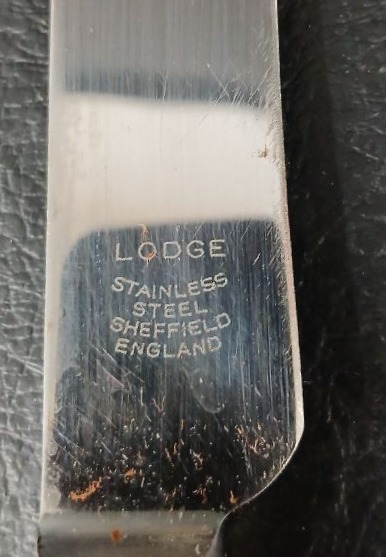 LODGE
STAINLESS
STEEL
SHEFFIELD
ENGLAND